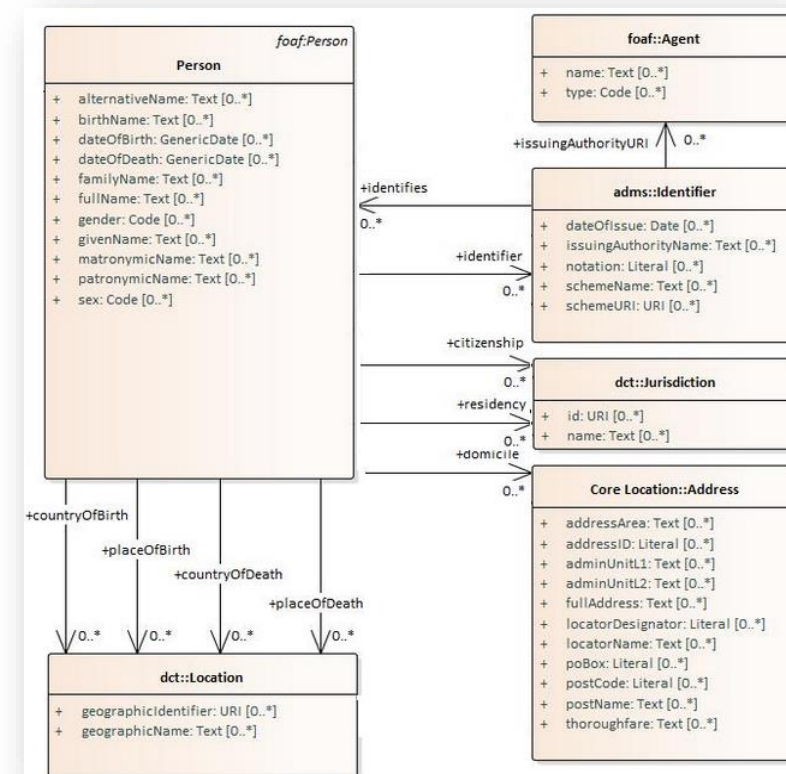 foaf:Person
Person
+ alternativeName: Text [0..*]
+ birthName: Text [0..*]
+ dateOfBirth: GenericDate [0..*]
+ dateOfDeath: GenericDate [0..*]
+ familyName: Text [0..*]
+ fullName: Text [0..*]
+ gender: Code [0..*]
+ givenName: Text [0..*]
+ matronymicName: Text [0..*]
+ patronymicName: Text [0..*]
+ sex: Code [0..*]
foaf::Agent
+ name: Text [0..*]
+ type: Code [0..*]
+issuingAuthorityURI
0..*
adms::Identifier
+ dateOfIssue: Date [0..*]
+ issuingAuthorityName: Text [0..*]
+ notation: Literal [0..*]
+ schemeName: Text [0..*]
+ schemeURI: URI [0..*]
+identifies
0..*
+identifier
0..*
+citizenship
0..*
+residency
0..*
+domicile
0..*
dct::Jurisdiction
+ id: URI [0..*]
+ name: Text [0..*]
Core Location::Address
+ addressArea: Text [0..*]
+ addressID: Literal [0..*]
+ adminUnitL1: Text [0..*]
+ adminUnitL2: Text [0..*]
+ fullAddress: Text [0..*]
+ locatorDesignator: Literal [0..*]
+ locatorName: Text [0..*]
+ poBox: Literal [0..*]
+ postCode: Literal [0..*]
+ postName: Text [0..*]
+ thoroughfare: Text [0..*]
+countryOfBirth
+placeOfBirth
+countryOfDeath
+placeOfDeath
0..* 0..* 0..* 0..*
dct::Location
+ geographicIdentifier: URI [0..*]
+ geographicName: Text [0..*]